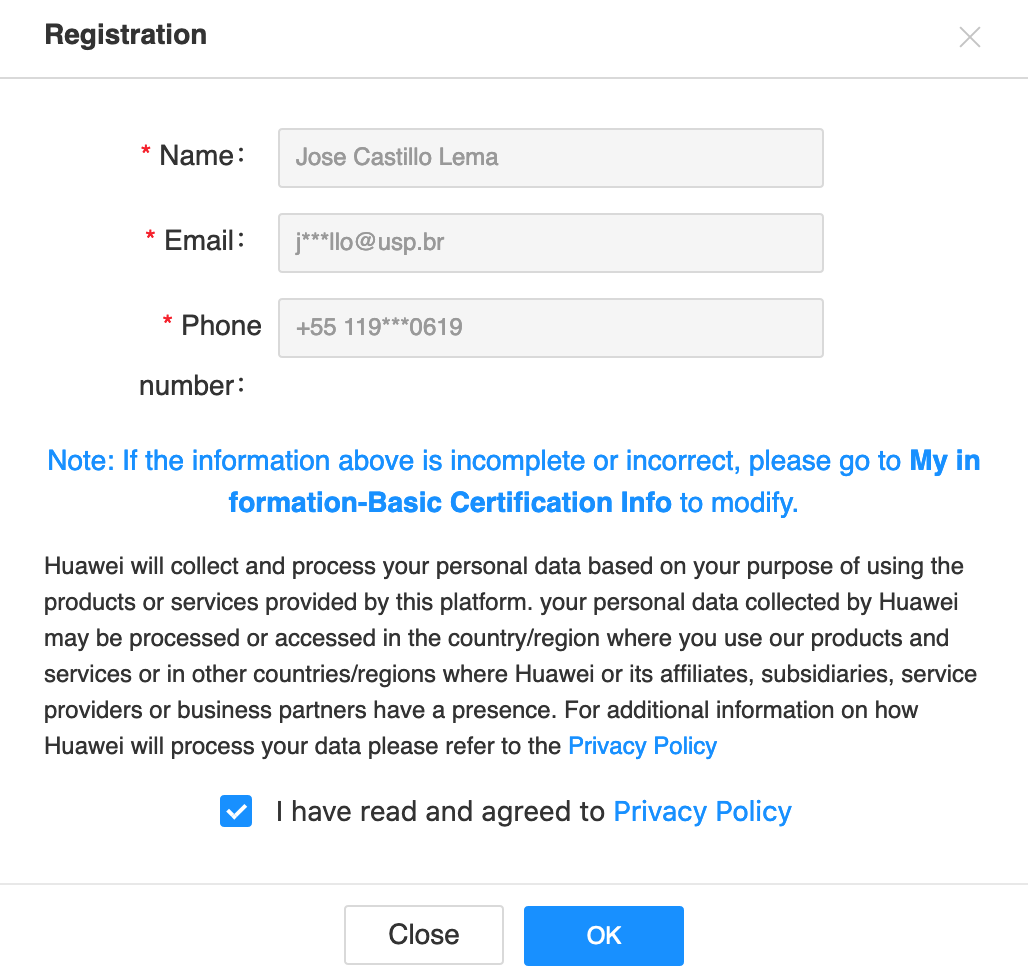 Registration
* Name:
Jose Castillo Lema
* Email:
j***llo@usp.br
* Phone
number:
+55 119***0619
Note: If the information above is incomplete or incorrect, please go to My in
formation-Basic Certification Info to modify.
Huawei will collect and process your personal data based on your purpose of using the
products or services provided by this platform. your personal data collected by Huawei
may be processed or accessed in the country/region where you use our products and
services or in other countries/regions where Huawei or its affiliates, subsidiaries, service
providers or business partners have a presence. For additional information on how
Huawei will process your data please refer to the Privacy Policy
I have read and agreed to Privacy Policy
Close
OK